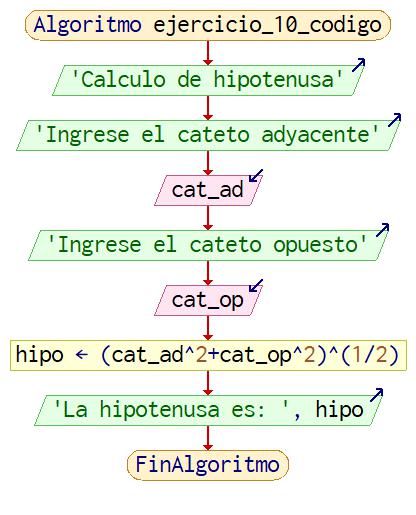 Algoritmo ejercicio_10_codigo
'Calculo de hipotenusa'
'Ingrese el cateto adyacente'
cat_ad
'Ingrese el cateto opuesto'
cat_op
hipo ← (cat_ad^2+cat_op^2)^(1/2)
'La hipotenusa es: ', hipo
FinAlgoritmo